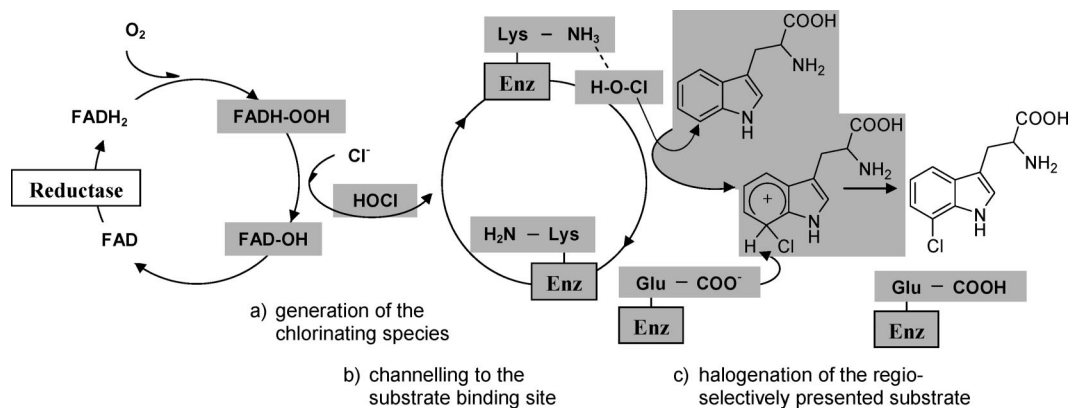 O₂
FADH₂
FADH-OOH
Reductase
Cl⁻
HOCl
FAD
FAD-OH
a) generation of the
chlorinating species
Lys – NH₃
Enz
H-O-Cl
H₂N – Lys
Enz
b) channelling to the
substrate binding site
COOH
NH₂
N
H
COOH
NH₂
+
H
Cl
N
H
COOH
NH₂
Cl
N
H
Glu – COO⁻
Enz
Glu – COOH
Enz
c) halogenation of the regio-
selectively presented substrate